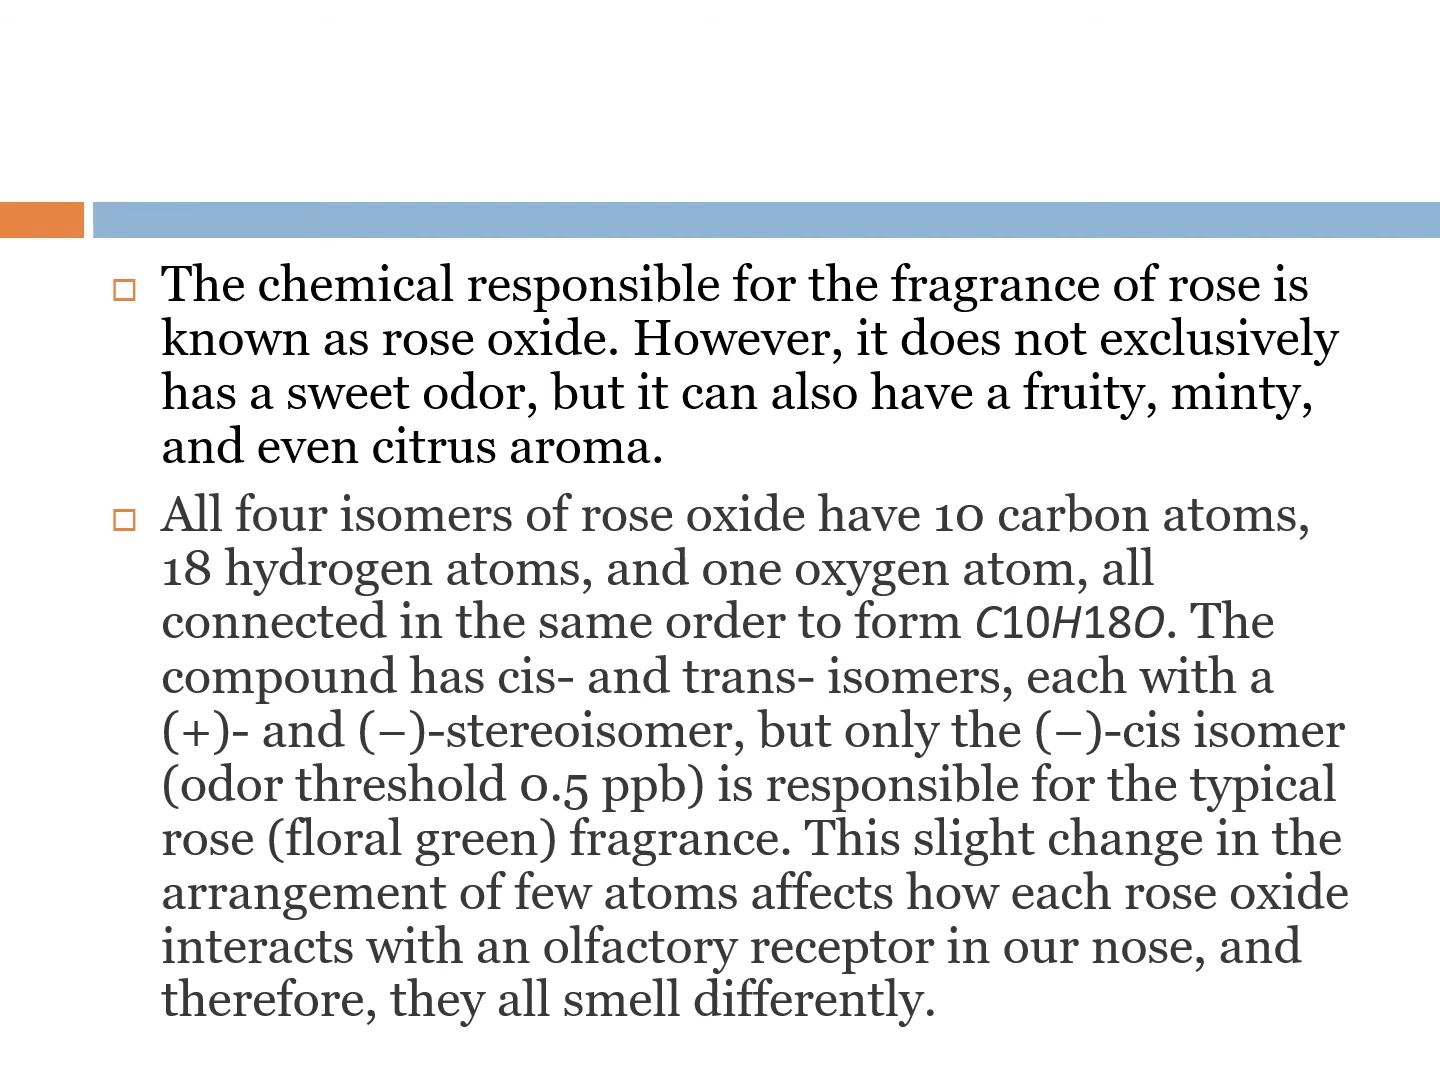 The chemical responsible for the fragrance of rose is
known as rose oxide. However, it does not exclusively
has a sweet odor, but it can also have a fruity, minty,
and even citrus aroma.
All four isomers of rose oxide have 10 carbon atoms,
18 hydrogen atoms, and one oxygen atom, all
connected in the same order to form C10H18O. The
compound has cis- and trans- isomers, each with a
(+)- and (−)-stereoisomer, but only the (−)-cis isomer
(odor threshold 0.5 ppb) is responsible for the typical
rose (floral green) fragrance. This slight change in the
arrangement of few atoms affects how each rose oxide
interacts with an olfactory receptor in our nose, and
therefore, they all smell differently.